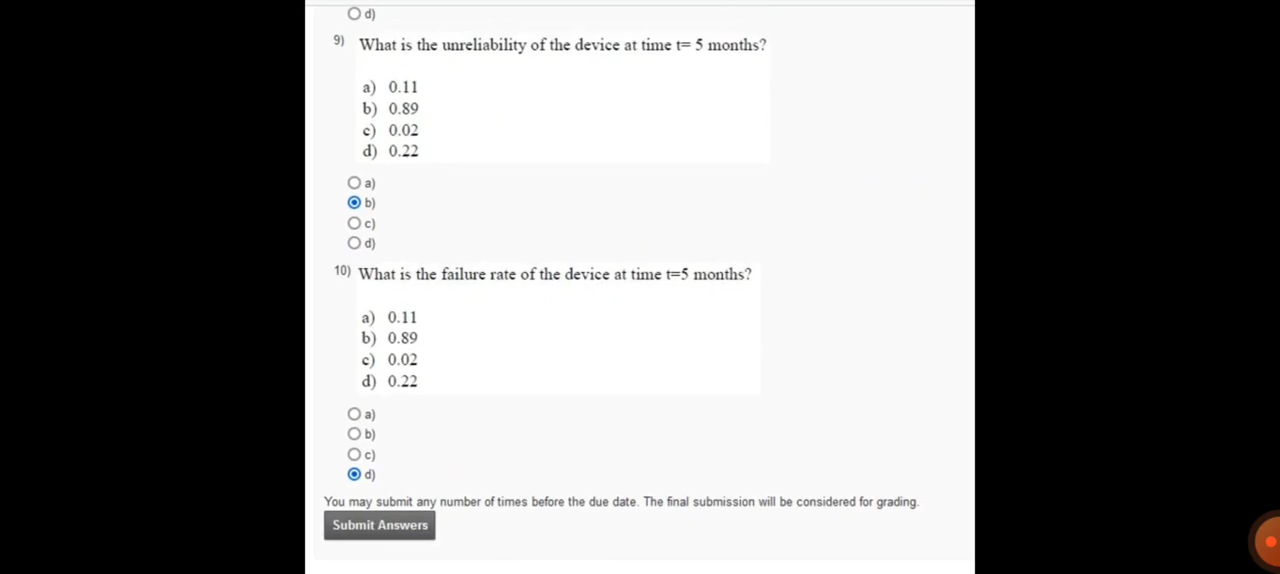 d)
9) What is the unreliability of the device at time t= 5 months?
a) 0.11
b) 0.89
c) 0.02
d) 0.22
a)
b)
c)
d)
10) What is the failure rate of the device at time t=5 months?
a) 0.11
b) 0.89
c) 0.02
d) 0.22
a)
b)
c)
d)
You may submit any number of times before the due date. The final submission will be considered for grading.
Submit Answers